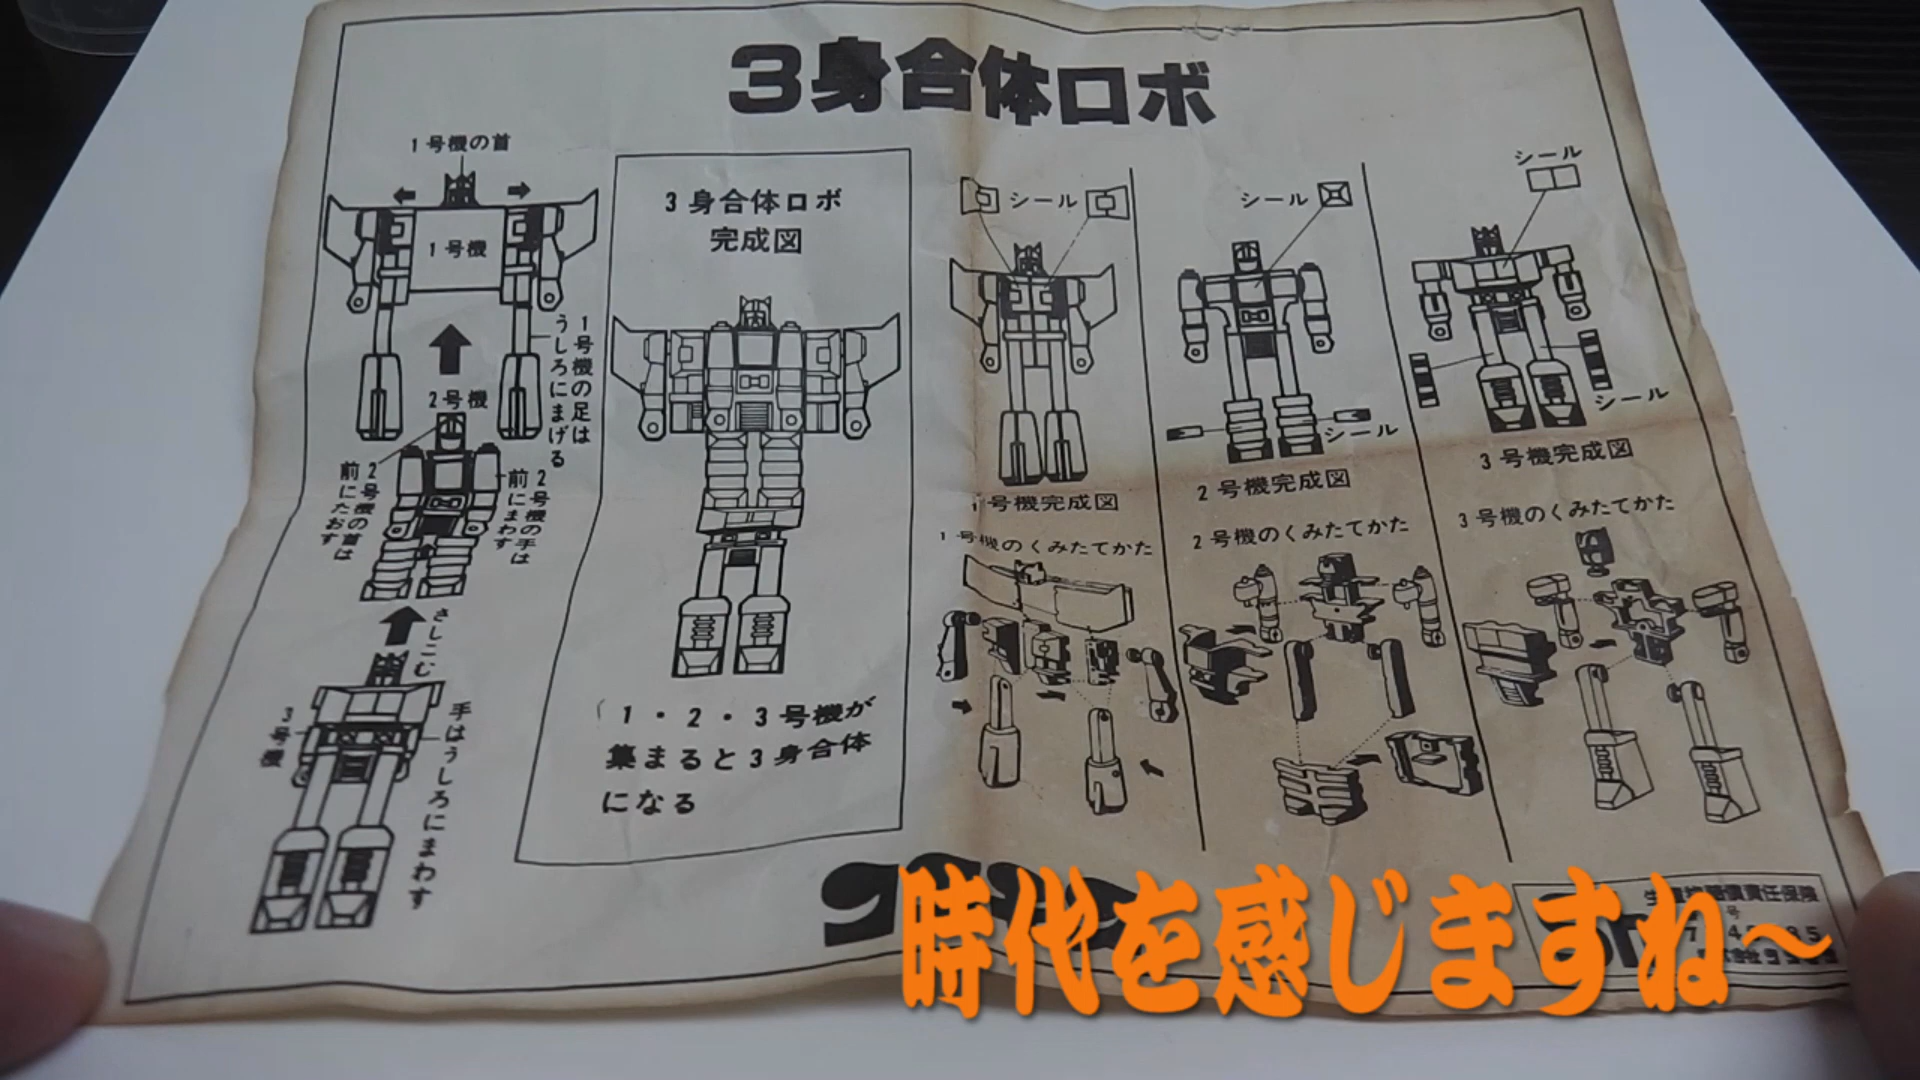 3身合体ロボ
1号機の首
1号機
1号機の足は
うしろにまげる
2号機
2号機の首は
前にたおす
2号機の手は
前にまわす
さしこむ
3号機
手はうしろにまわす
3身合体ロボ
完成図
1・2・3号機が
集まると3身合体
になる
シール
1号機完成図
1号機のくみたてかた
シール
シール
2号機完成図
2号機のくみたてかた
シール
シール
3号機完成図
3号機のくみたてかた
時代を感じますね～